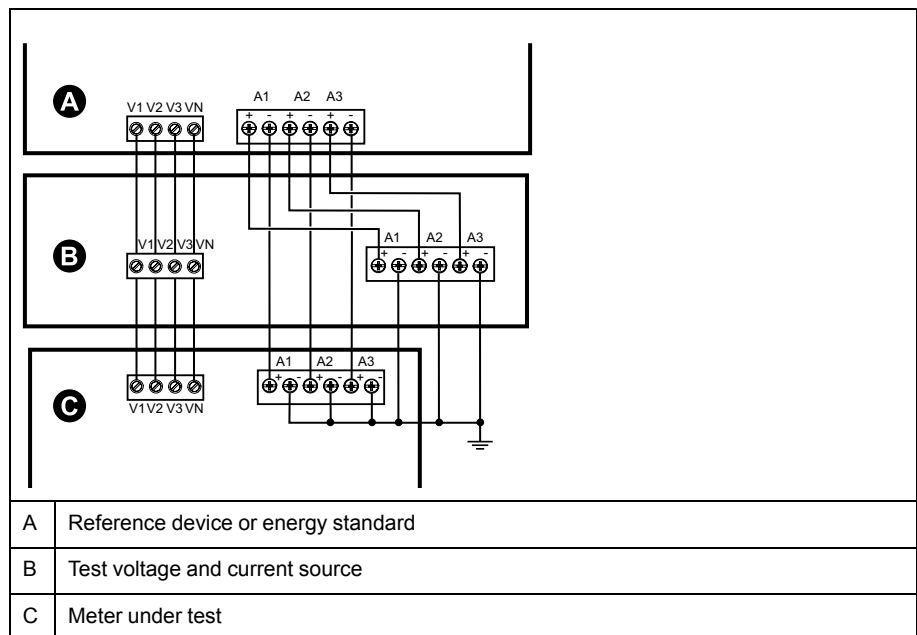 A
V1 V2 V3 VN
A1 A2 A3
+ - + - + -
B
V1 V2 V3 VN
A1 A2 A3
+ - + - + -
C
A1 A2 A3
+ - + - + -
V1 V2 V3 VN
A Reference device or energy standard
B Test voltage and current source
C Meter under test